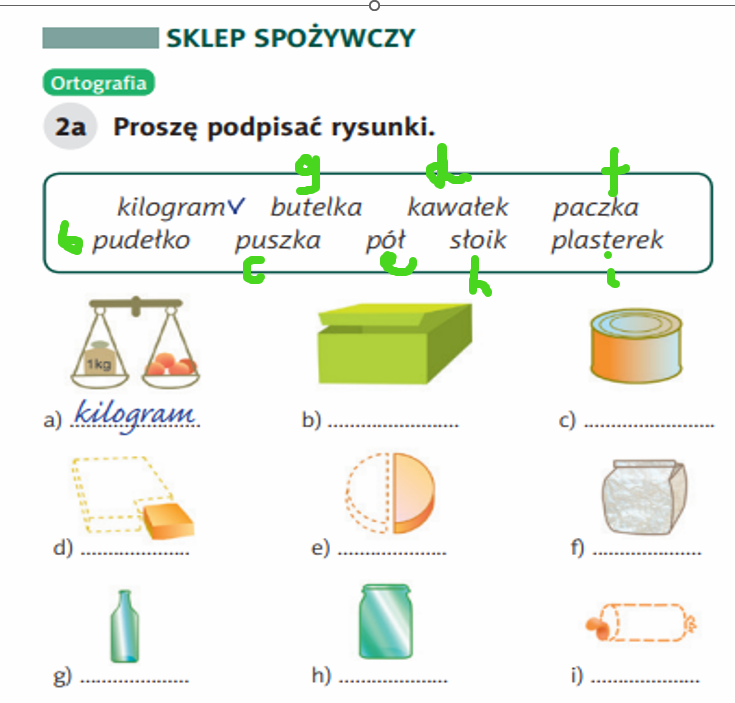 SKLEP SPOŻYWCZY
Ortografia
2a Proszę podpisać rysunki.
g d f
kilogram✓ butelka kawałek paczka
b pudełko puszka pół słoik plasterek
c e h i
1kg
a) kilogram b) ........................ c) ........................
d) ........................ e) ........................ f) ........................
g) ........................ h) ........................ i) ........................